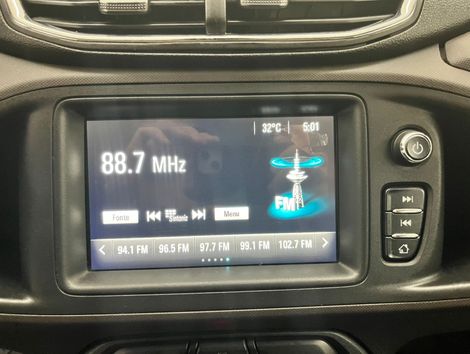 32°C 5:01
88.7 MHz
FM
Fonte Sintoniz Menu
94.1 FM 96.5 FM 97.7 FM 99.1 FM 102.7 FM